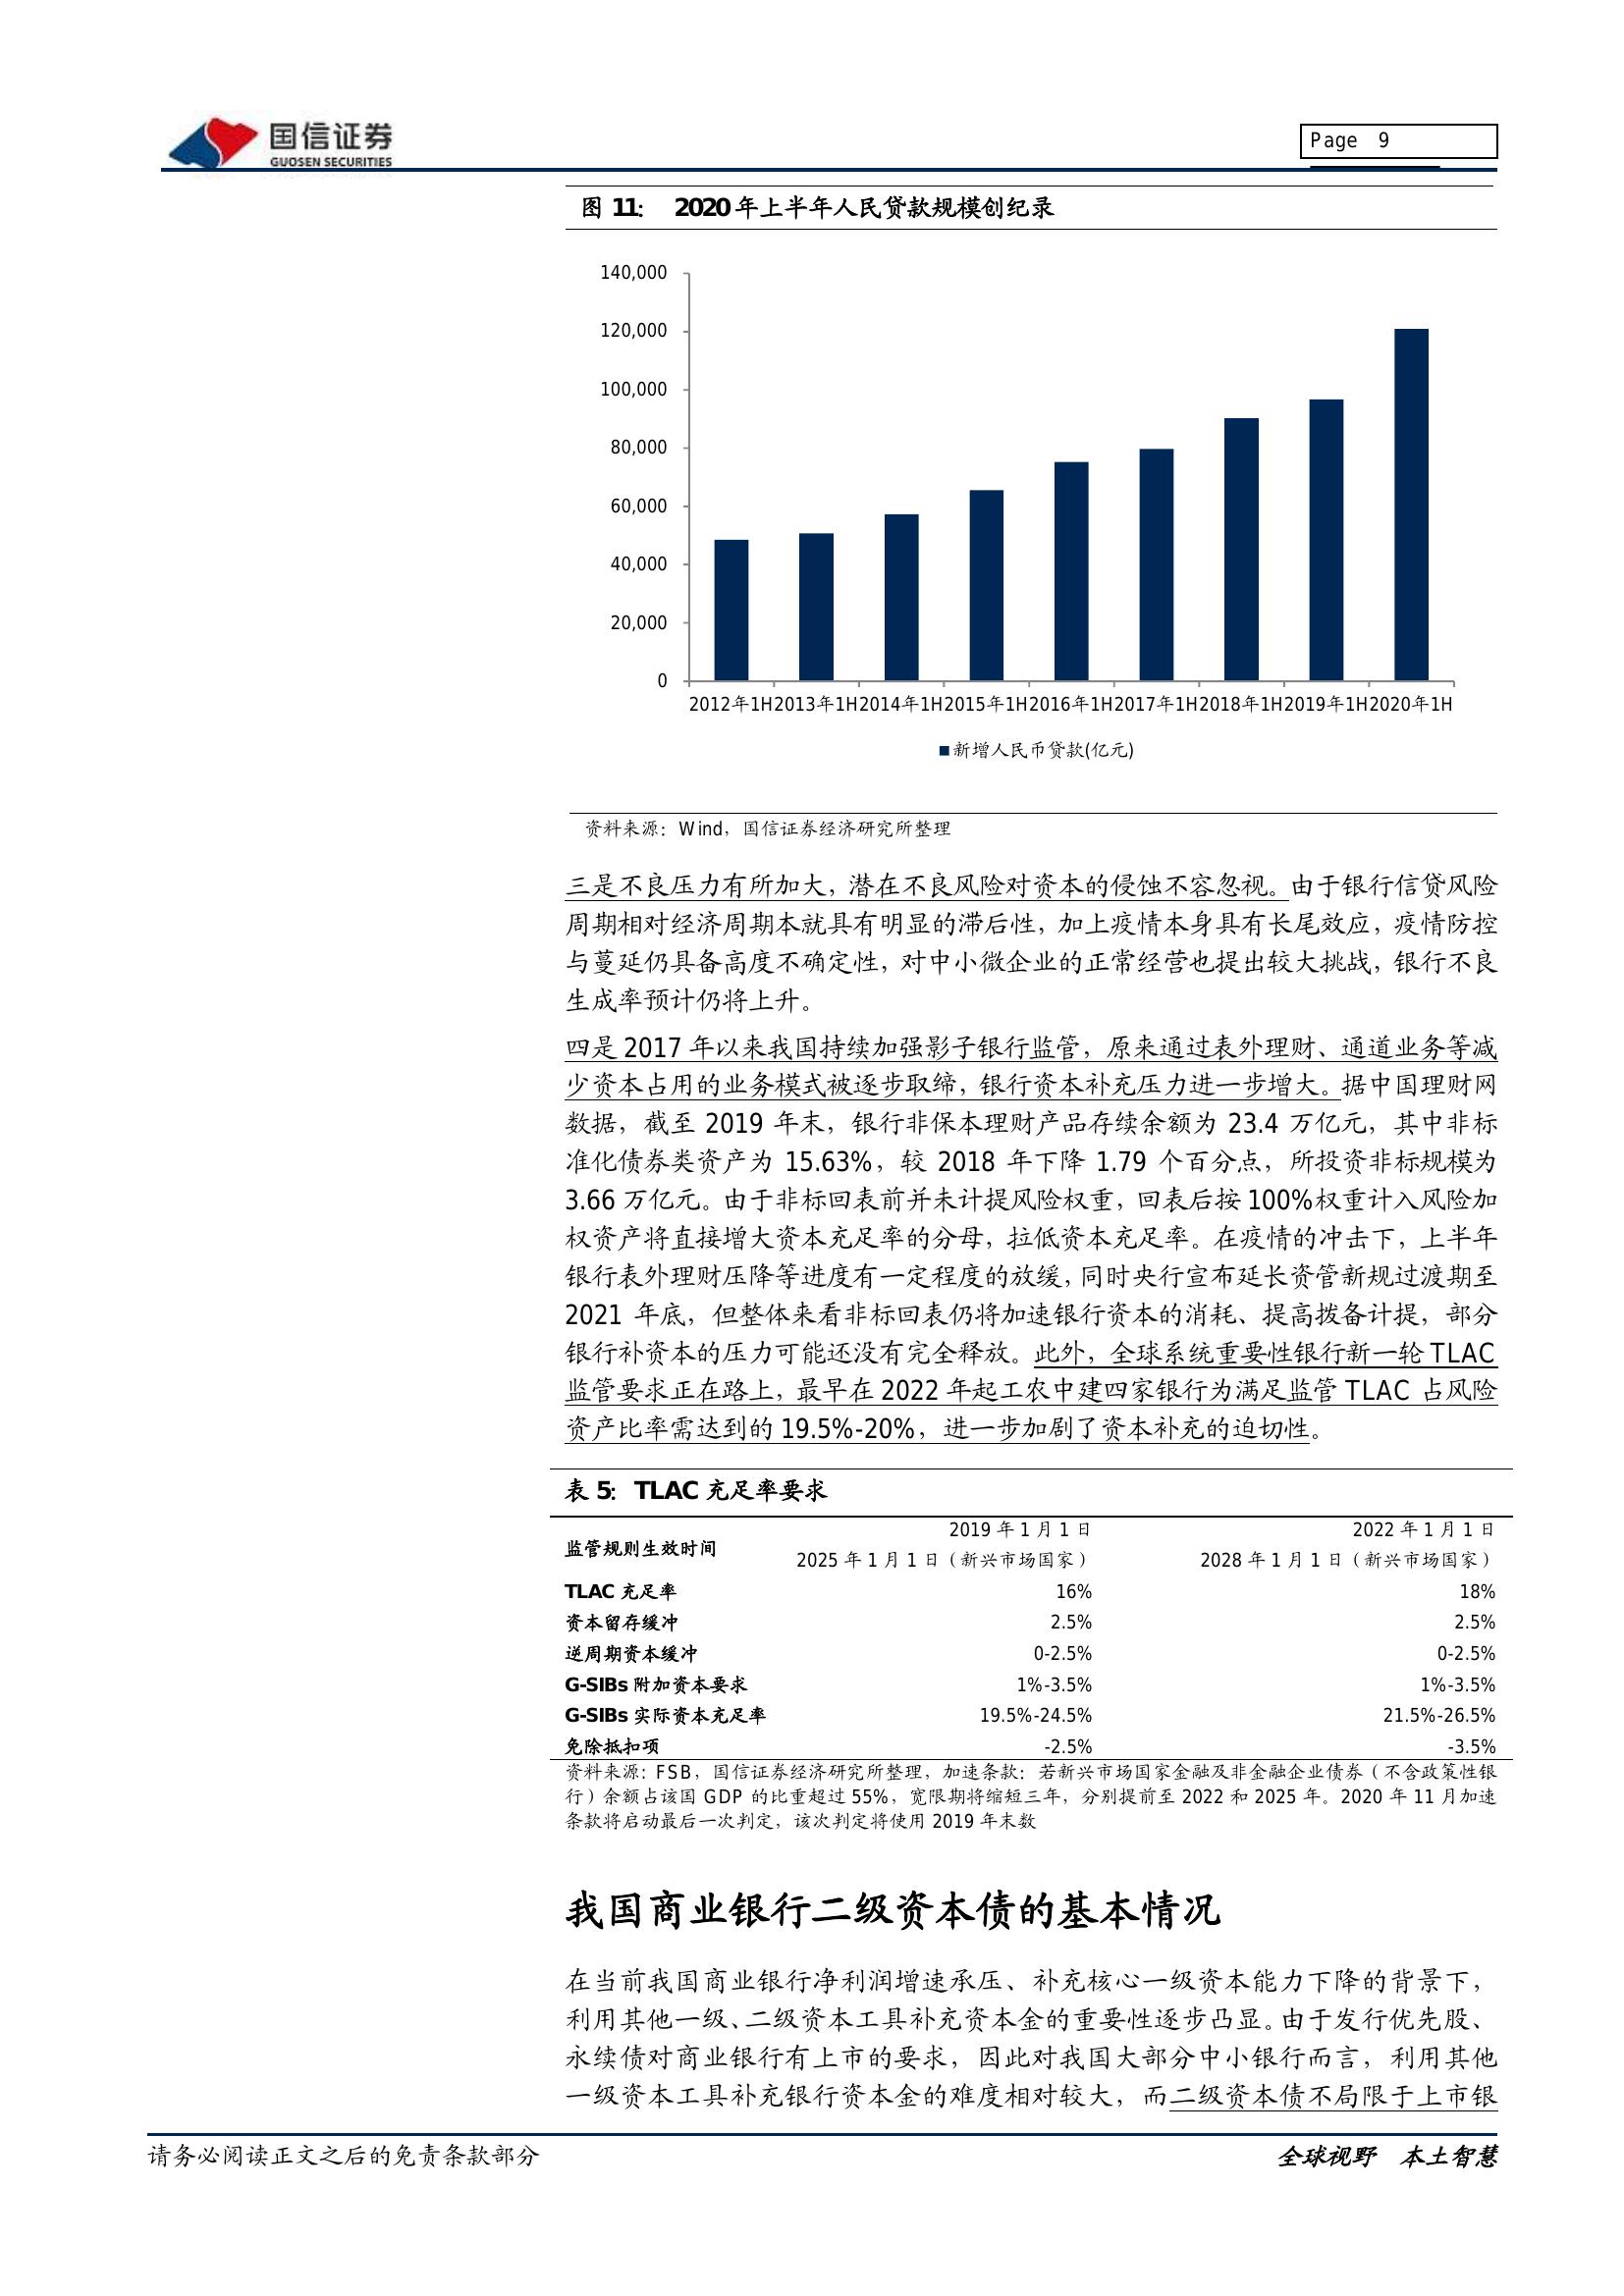 国信证券
GUOSEN SECURITIES
Page 9
图 11: 2020 年上半年人民贷款规模创纪录
140,000
120,000
100,000
80,000
60,000
40,000
20,000
0
2012年1H 2013年1H 2014年1H 2015年1H 2016年1H 2017年1H 2018年1H 2019年1H 2020年1H
新增人民币贷款(亿元)
资料来源：Wind，国信证券经济研究所整理
三是不良压力有所加大，潜在不良风险对资本的侵蚀不容忽视。由于银行信贷风险
周期相对经济周期本就具有明显的滞后性，加上疫情本身具有长尾效应，疫情防控
与蔓延仍具备高度不确定性，对中小微企业的正常经营也提出较大挑战，银行不良
生成率预计仍将上升。
四是 2017 年以来我国持续加强影子银行监管，原来通过表外理财、通道业务等减
少资本占用的业务模式被逐步取缔，银行资本补充压力进一步增大。据中国理财网
数据，截至 2019 年末，银行非保本理财产品存续余额为 23.4 万亿元，其中非标
准化债券类资产为 15.63%，较 2018 年下降 1.79 个百分点，所投资非标规模为
3.66 万亿元。由于非标回表前并未计提风险权重，回表后按 100%权重计入风险加
权资产将直接增大资本充足率的分母，拉低资本充足率。在疫情的冲击下，上半年
银行表外理财压降等进度有一定程度的放缓，同时央行宣布延长资管新规过渡期至
2021 年底，但整体来看非标回表仍将加速银行资本的消耗、提高拨备计提，部分
银行补资本的压力可能还没有完全释放。此外，全球系统重要性银行新一轮 TLAC
监管要求正在路上，最早在 2022 年起工农中建四家银行为满足监管 TLAC 占风险
资产比率需达到的 19.5%-20%，进一步加剧了资本补充的迫切性。
表 5: TLAC 充足率要求
监管规则生效时间 2019 年 1 月 1 日 2022 年 1 月 1 日
2025 年 1 月 1 日（新兴市场国家） 2028 年 1 月 1 日（新兴市场国家）
TLAC 充足率 16% 18%
资本留存缓冲 2.5% 2.5%
逆周期资本缓冲 0-2.5% 0-2.5%
G-SIBs 附加资本要求 1%-3.5% 1%-3.5%
G-SIBs 实际资本充足率 19.5%-24.5% 21.5%-26.5%
免除抵扣项 -2.5% -3.5%
资料来源：FSB，国信证券经济研究所整理，加速条款：若新兴市场国家金融及非金融企业债券（不含政策性银
行）余额占该国 GDP 的比重超过 55%，宽限期将缩短三年，分别提前至 2022 和 2025 年。2020 年 11 月加速
条款将启动最后一次判定，该次判定将使用 2019 年末数
我国商业银行二级资本债的基本情况
在当前我国商业银行净利润增速承压、补充核心一级资本能力下降的背景下，
利用其他一级、二级资本工具补充资本金的重要性逐步凸显。由于发行优先股、
永续债对商业银行有上市的要求，因此对我国大部分中小银行而言，利用其他
一级资本工具补充银行资本金的难度相对较大，而二级资本债不局限于上市银
请务必阅读正文之后的免责条款部分
全球视野 本土智慧